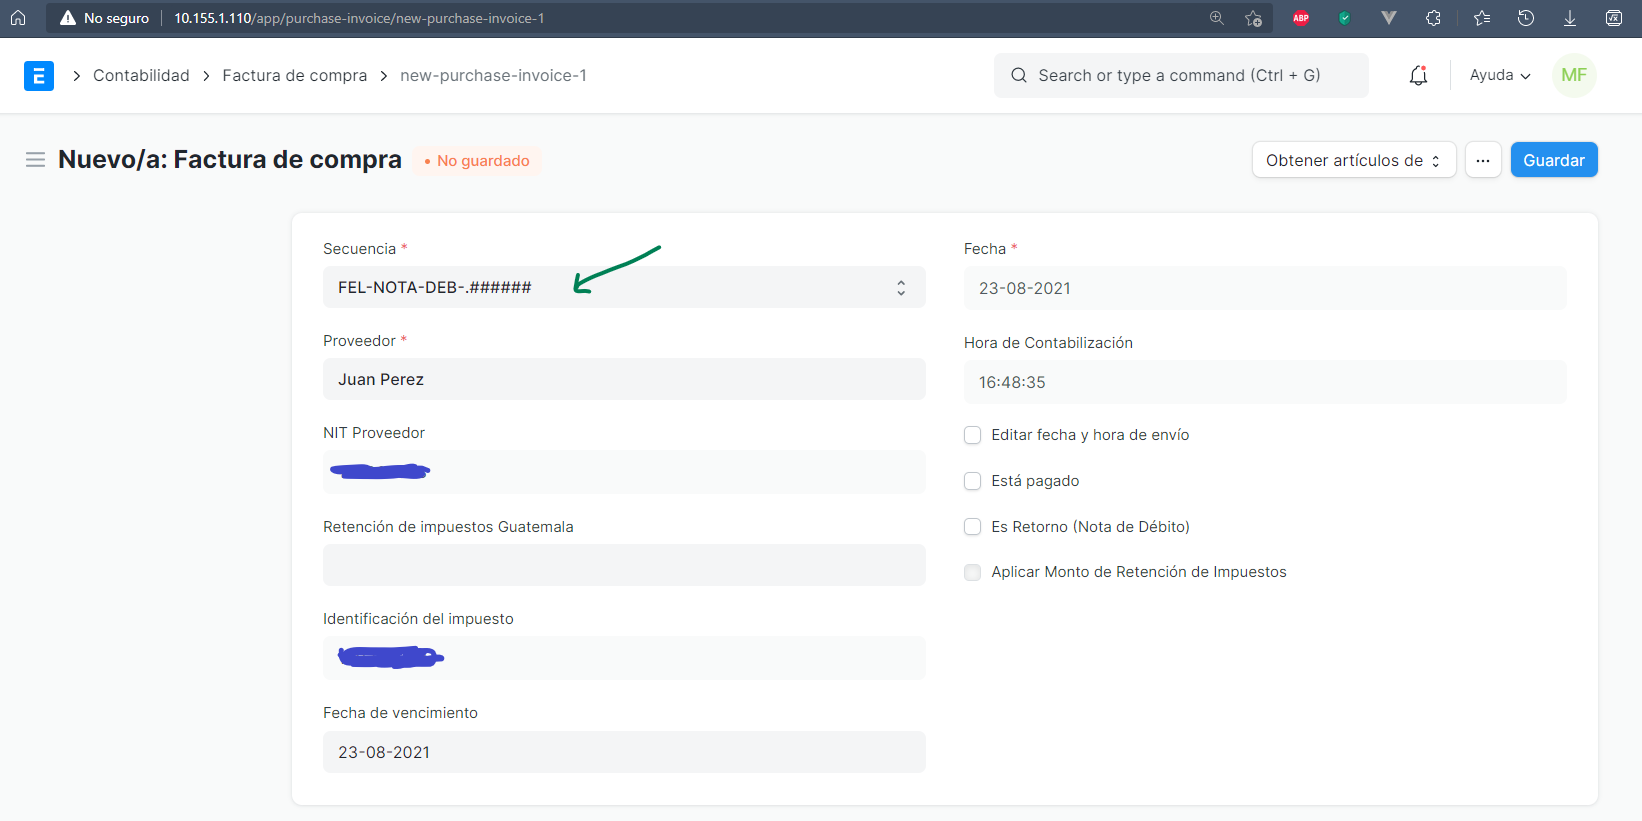 No seguro
10.155.1.110/app/purchase-invoice/new-purchase-invoice-1
ABP
E
Contabilidad
Factura de compra
new-purchase-invoice-1
Search or type a command (Ctrl + G)
Ayuda
MF
Nuevo/a: Factura de compra
No guardado
Obtener artículos de
Guardar
Secuencia *
FEL-NOTA-DEB-.######
Proveedor *
Juan Perez
NIT Proveedor
Retención de impuestos Guatemala
Identificación del impuesto
Fecha de vencimiento
23-08-2021
Fecha *
23-08-2021
Hora de Contabilización
16:48:35
Editar fecha y hora de envío
Está pagado
Es Retorno (Nota de Débito)
Aplicar Monto de Retención de Impuestos